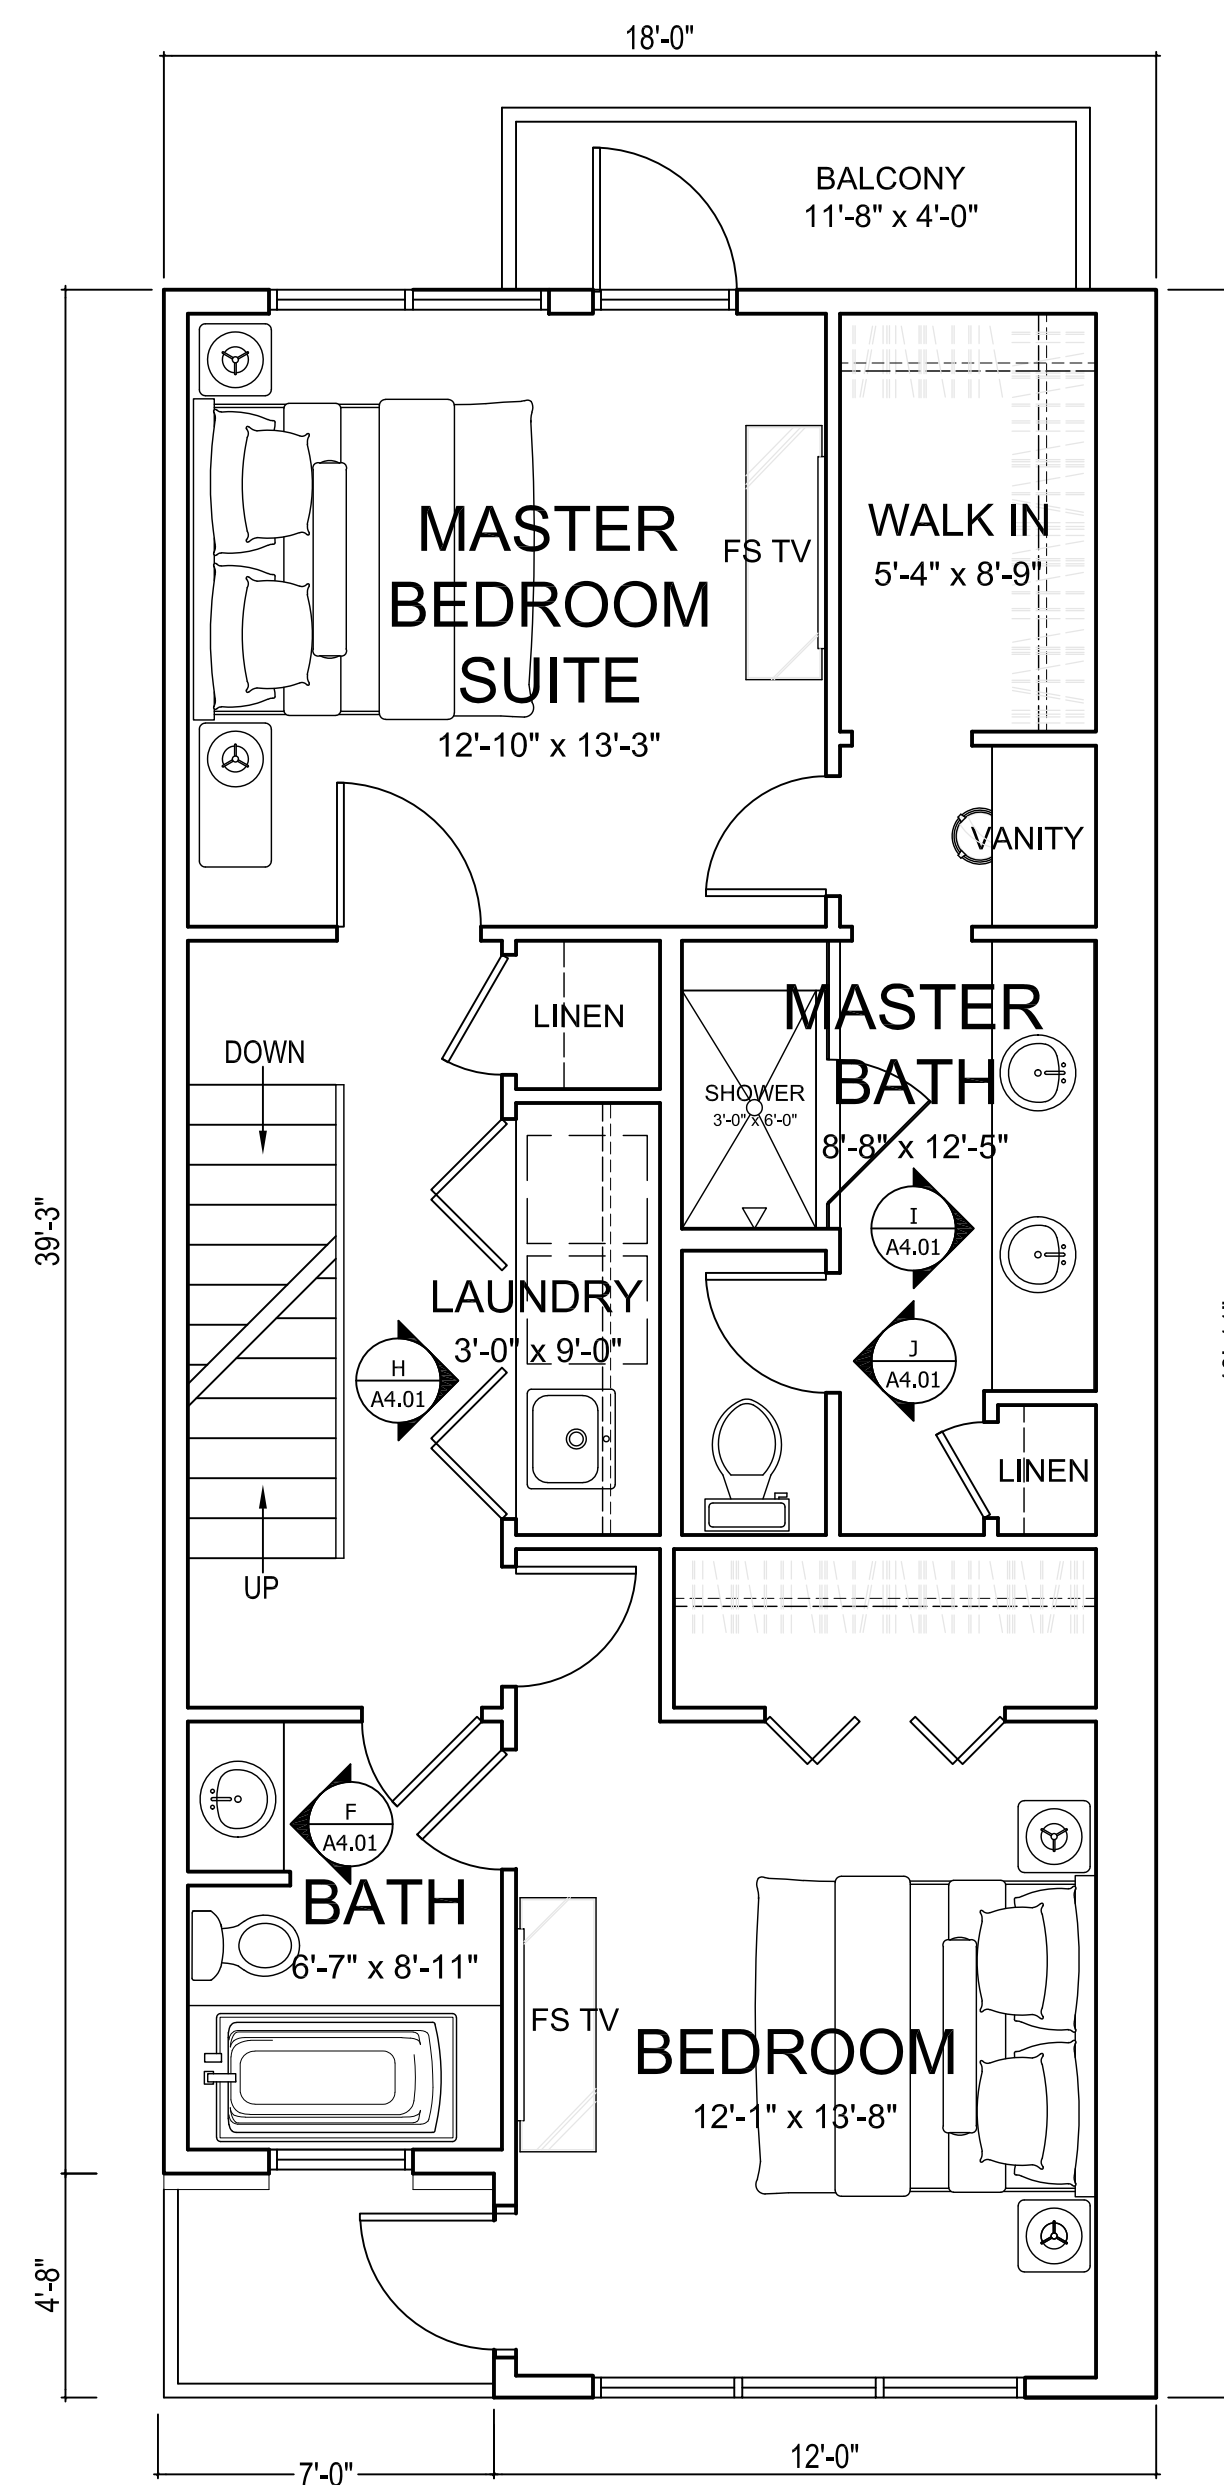 18'-0"
BALCONY
11'-8" x 4'-0"
MASTER
BEDROOM
SUITE
12'-10" x 13'-3"
FS TV
WALK IN
5'-4" x 8'-9"
VANITY
LINEN
DOWN
MASTER
BATH
8'-8" x 12'-5"
SHOWER
3'-0" x 6'-0"
39'-3"
I
A4.01
LAUNDRY
3'-0" x 9'-0"
H
A4.01
J
A4.01
LINEN
UP
F
A4.01
BATH
6'-7" x 8'-11"
FS TV
BEDROOM
12'-1" x 13'-8"
4'-8"
7'-0"
12'-0"